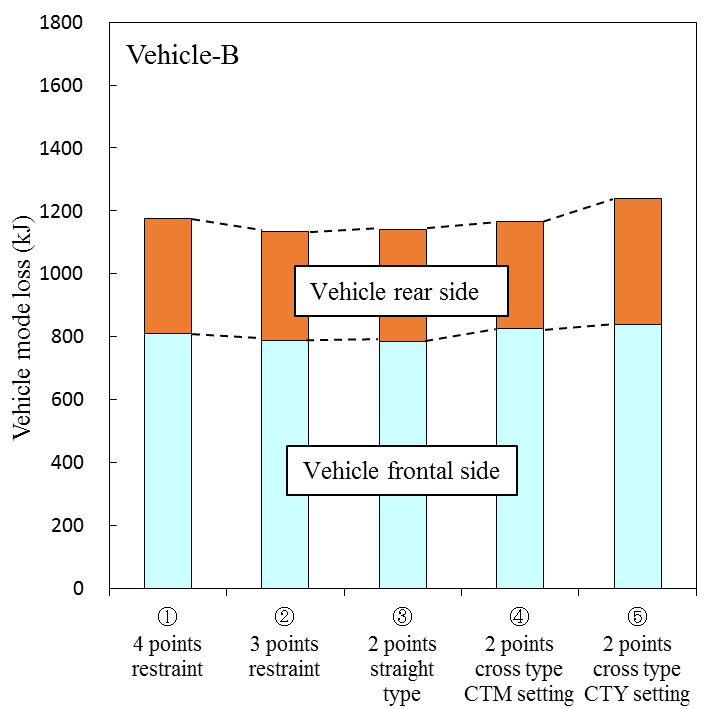 1800
Vehicle-B
1600
1400
1200
1000
800
600
400
200
0
Vehicle mode loss (kJ)
Vehicle rear side
Vehicle frontal side
①
4 points
restraint
②
3 points
restraint
③
2 points
straight
type
④
2 points
cross type
CTM setting
⑤
2 points
cross type
CTY setting